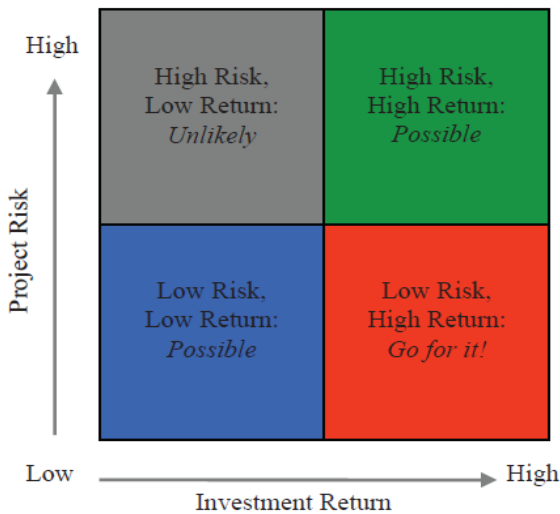 High
High Risk,
Low Return:
Unlikely
High Risk,
High Return:
Possible
Project Risk
Low Risk,
Low Return:
Possible
Low Risk,
High Return:
Go for it!
Low
High
Investment Return